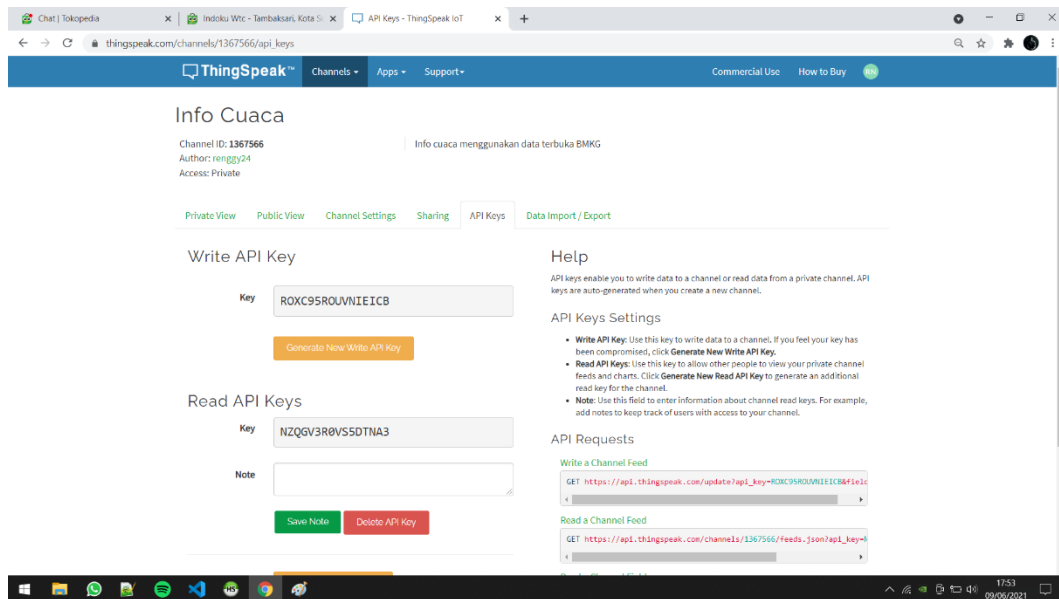 Chat | Tokopedia
Indoku Wtc - Tambaksari, Kota S
API Keys - ThingSpeak IoT
thingspeak.com/channels/1367566/api_keys
ThingSpeak™ Channels Apps Support Commercial Use How to Buy RN
Info Cuaca
Channel ID: 1367566
Author: renggy24
Access: Private
Info cuaca menggunakan data terbuka BMKG
Private View Public View Channel Settings Sharing API Keys Data Import / Export
Write API Key
Key ROXC95ROUVNIEICB
Generate New Write API Key
Read API Keys
Key NZQGV3R0VS5DTNA3
Note
Save Note Delete API Key
Help
API keys enable you to write data to a channel or read data from a private channel. API
keys are auto-generated when you create a new channel.
API Keys Settings
• Write API Key: Use this key to write data to a channel. If you feel your key has
been compromised, click Generate New Write API Key.
• Read API Keys: Use this key to allow other people to view your private channel
feeds and charts. Click Generate New Read API Key to generate an additional
read key for the channel.
• Note: Use this field to enter information about channel read keys. For example,
add notes to keep track of users with access to your channel.
API Requests
Write a Channel Feed
GET https://api.thingspeak.com/update?api_key=ROXC95ROUVNIEICB&fiel
Read a Channel Feed
GET https://api.thingspeak.com/channels/1367566/feeds.json?api_key=
17:53
09/06/2021